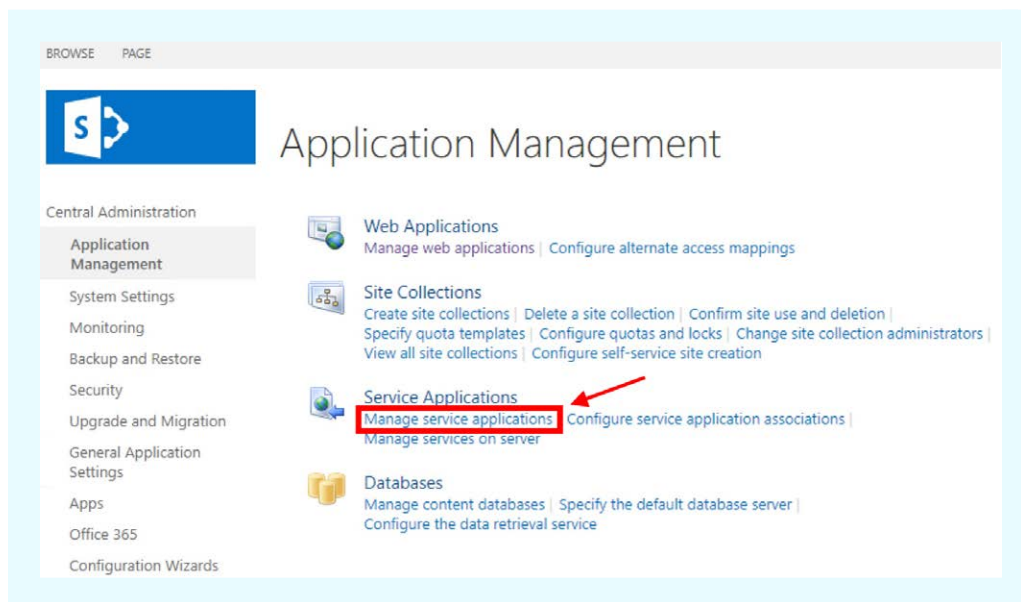 BROWSE PAGE
S
Application Management
Central Administration
Application
Management
System Settings
Monitoring
Backup and Restore
Security
Upgrade and Migration
General Application
Settings
Apps
Office 365
Configuration Wizards
Web Applications
Manage web applications | Configure alternate access mappings
Site Collections
Create site collections | Delete a site collection | Confirm site use and deletion |
Specify quota templates | Configure quotas and locks | Change site collection administrators |
View all site collections | Configure self-service site creation
Service Applications
Manage service applications Configure service application associations |
Manage services on server
Databases
Manage content databases | Specify the default database server |
Configure the data retrieval service